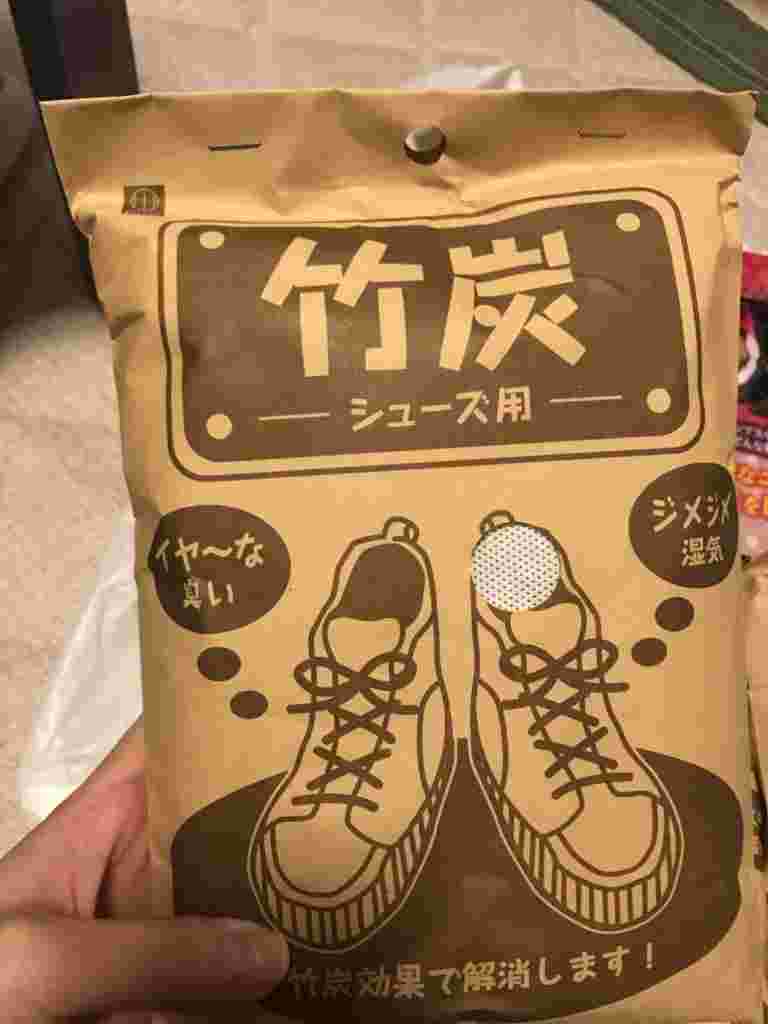 竹炭
シューズ用
イヤ〜な
臭い
ジメジメ
湿気
竹炭効果で解消します！